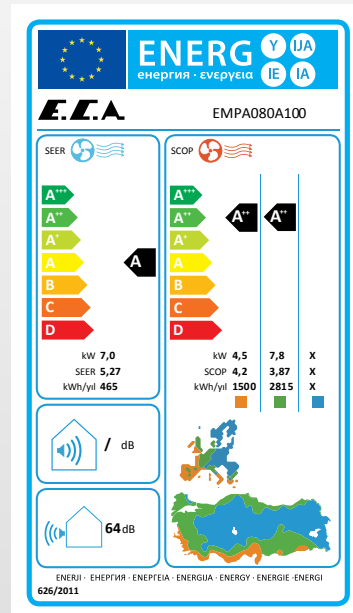 ENERG Y IJA
енергия · ενεργεια IE IA
E.C.A EMPA080A100
SEER SCOP
A+++ A+++
A++ A++ A++ A++
A+ A+
A A A
B B
C C
D D
kW 7,0 kW 4,5 7,8 X
SEER 5,27 SCOP 4,2 3,87 X
kWh/yıl 465 kWh/yıl 1500 2815 X
/ dB
64 dB
ENERJI · ЕНЕРГИЯ · ΕΝΕΡΓΕΙΑ · ENERGIJA · ENERGY · ENERGIE · ENERGI
626/2011